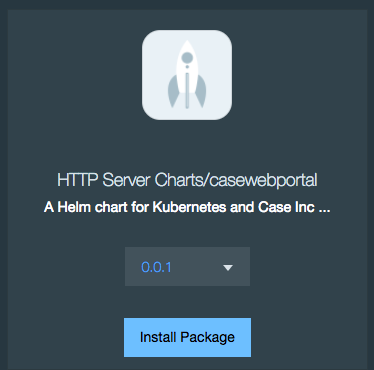 HTTP Server Charts/casewebportal
A Helm chart for Kubernetes and Case Inc ...
0.0.1
Install Package